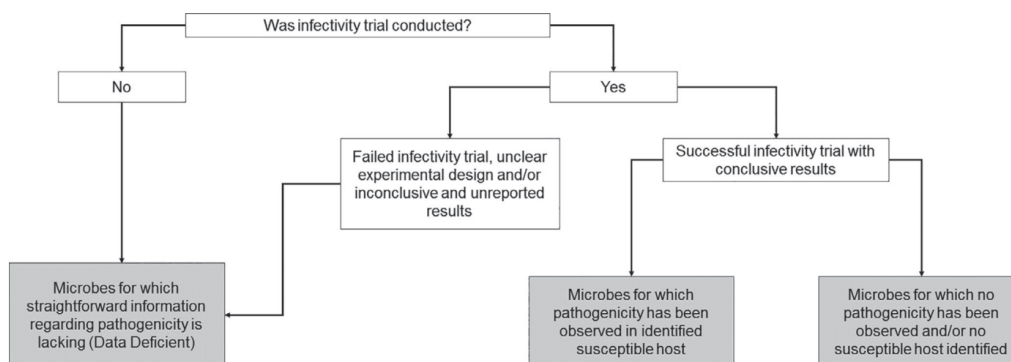 Was infectivity trial conducted?
No
Yes
Failed infectivity trial, unclear
experimental design and/or
inconclusive and unreported
results
Successful infectivity trial with
conclusive results
Microbes for which
straightforward information
regarding pathogenicity is
lacking (Data Deficient)
Microbes for which
pathogenicity has been
observed in identified
susceptible host
Microbes for which no
pathogenicity has been
observed and/or no
susceptible host identified